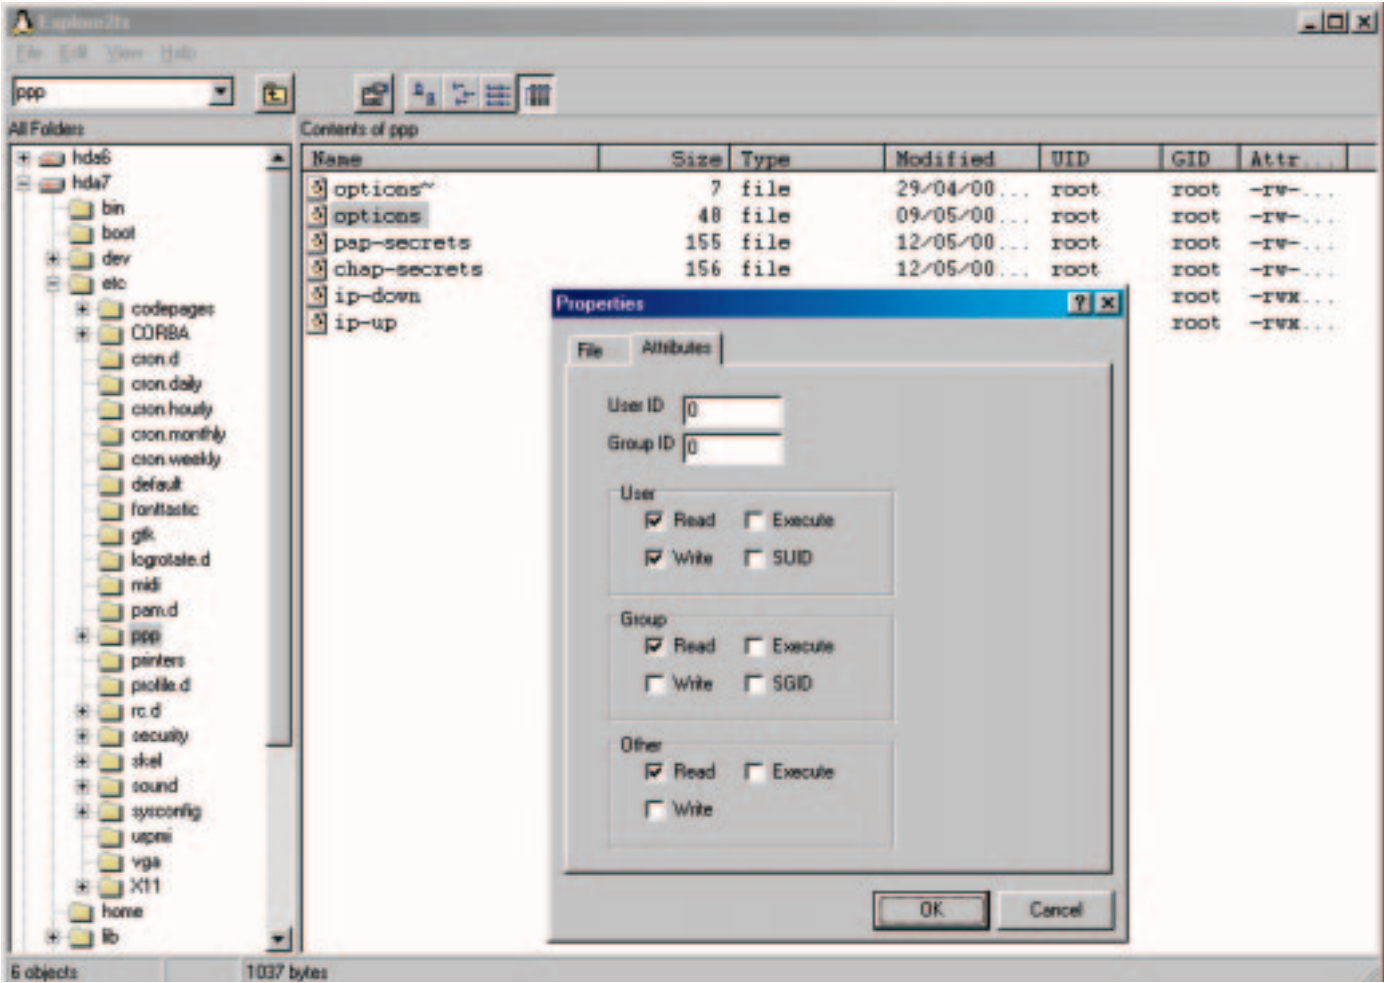 Explore2fs
File Edit View Help
ppp
All Folders
Contents of ppp
hda6
hda7
bin
boot
dev
etc
codepages
CORBA
cron.d
cron.daily
cron.hourly
cron.monthly
cron.weekly
default
fonttastic
gtk
logrotate.d
midi
pam.d
ppp
printers
profile.d
rc.d
security
skel
sound
sysconfig
vga
X11
home
lib
Name Size Type Modified UID GID Attr...
options~ 7 file 29/04/00... root root -rw-...
options 48 file 09/05/00... root root -rw-...
pap-secrets 155 file 12/05/00... root root -rw-...
chap-secrets 156 file 12/05/00... root root -rw-...
ip-down root -rwx...
ip-up root -rwx...
Properties
File Attributes
User ID 0
Group ID 0
User
Read Execute
Write SUID
Group
Read Execute
Write SGID
Other
Read Execute
Write
OK Cancel
6 objects 1037 bytes